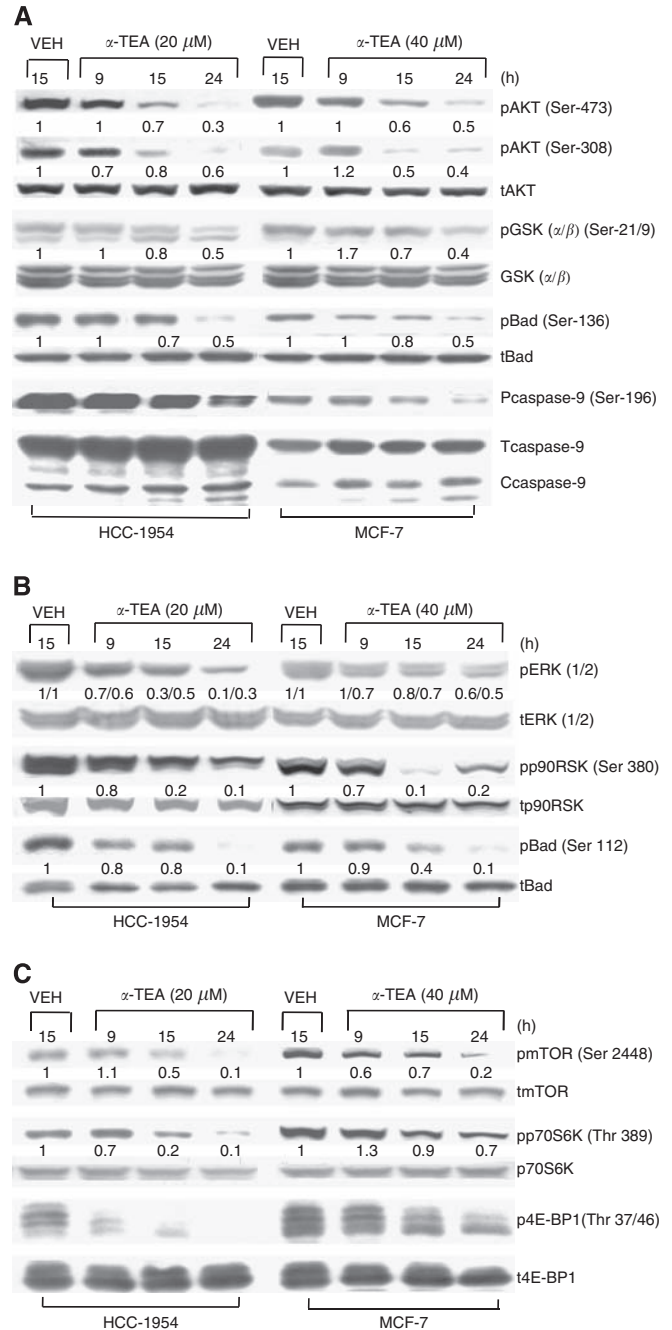 A
VEH α-TEA (20 μM) VEH α-TEA (40 μM)
15 9 15 24 15 9 15 24 (h)
pAKT (Ser-473)
1 1 0.7 0.3 1 1 0.6 0.5
pAKT (Ser-308)
1 0.7 0.8 0.6 1 1.2 0.5 0.4
tAKT
pGSK (α/β) (Ser-21/9)
1 1 0.8 0.5 1 1.7 0.7 0.4
GSK (α/β)
pBad (Ser-136)
1 1 0.7 0.5 1 1 0.8 0.5
tBad
Pcaspase-9 (Ser-196)
Tcaspase-9
Ccaspase-9
HCC-1954 MCF-7
B
VEH α-TEA (20 μM) VEH α-TEA (40 μM)
15 9 15 24 15 9 15 24 (h)
pERK (1/2)
1/1 0.7/0.6 0.3/0.5 0.1/0.3 1/1 1/0.7 0.8/0.7 0.6/0.5
tERK (1/2)
pp90RSK (Ser 380)
1 0.8 0.2 0.1 1 0.7 0.1 0.2
tp90RSK
pBad (Ser 112)
1 0.8 0.8 0.1 1 0.9 0.4 0.1
tBad
HCC-1954 MCF-7
C
VEH α-TEA (20 μM) VEH α-TEA (40 μM)
15 9 15 24 15 9 15 24 (h)
pmTOR (Ser 2448)
1 1.1 0.5 0.1 1 0.6 0.7 0.2
tmTOR
pp70S6K (Thr 389)
1 0.7 0.2 0.1 1 1.3 0.9 0.7
p70S6K
p4E-BP1(Thr 37/46)
t4E-BP1
HCC-1954 MCF-7